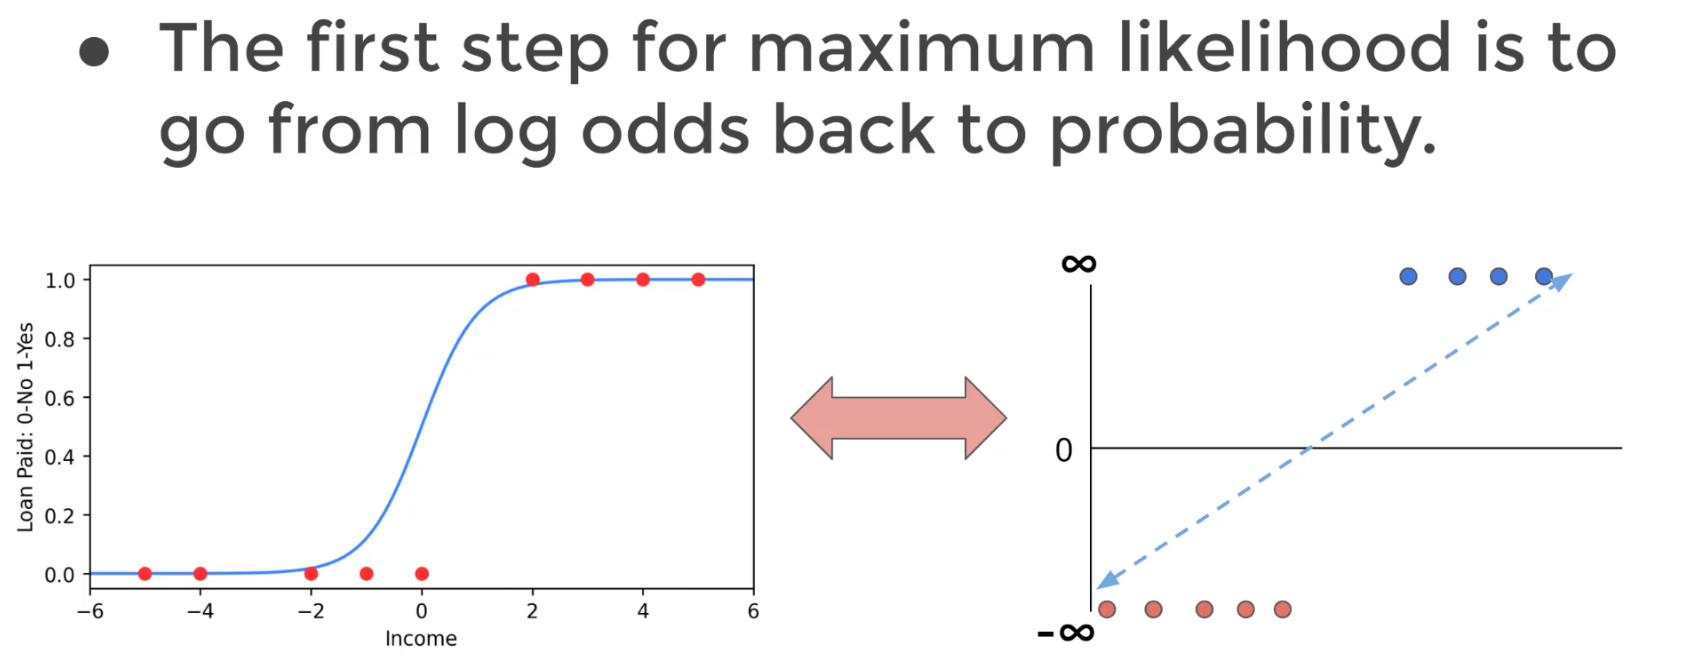 ● The first step for maximum likelihood is to
go from log odds back to probability.
1.0
0.8
0.6
0.4
0.2
0.0
Loan Paid: 0-No 1-Yes
−6 −4 −2 0 2 4 6
Income
∞
0
-∞